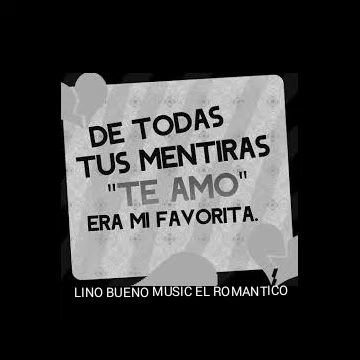 DE TODAS
TUS MENTIRAS
"TE AMO"
ERA MI FAVORITA.
LINO BUENO MUSIC EL ROMANTICO